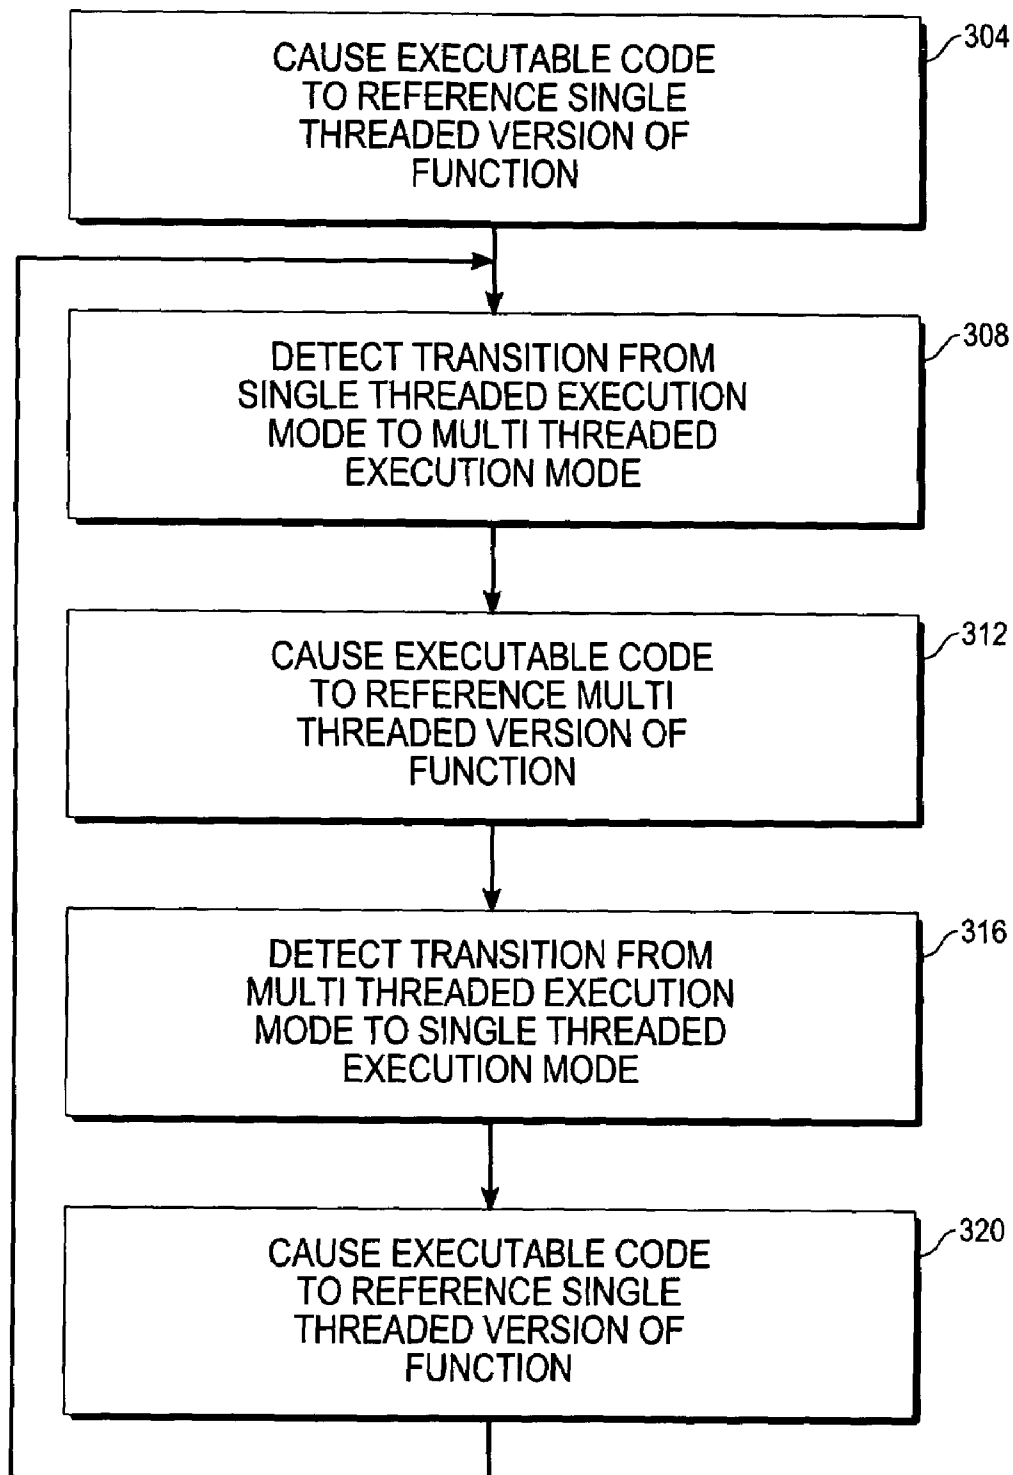 CAUSE EXECUTABLE CODE
TO REFERENCE SINGLE
THREADED VERSION OF
FUNCTION
304
DETECT TRANSITION FROM
SINGLE THREADED EXECUTION
MODE TO MULTI THREADED
EXECUTION MODE
308
CAUSE EXECUTABLE CODE
TO REFERENCE MULTI
THREADED VERSION OF
FUNCTION
312
DETECT TRANSITION FROM
MULTI THREADED EXECUTION
MODE TO SINGLE THREADED
EXECUTION MODE
316
CAUSE EXECUTABLE CODE
TO REFERENCE SINGLE
THREADED VERSION OF
FUNCTION
320